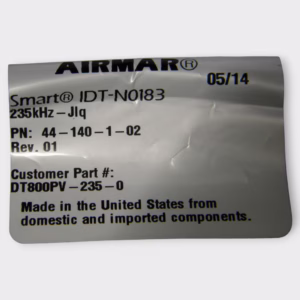 AIRMAR®
05/14
Smart® IDT-N0183
235kHz-Jlq
PN: 44-140-1-02
Rev. 01
Customer Part #:
DT800PV-235-0
Made in the United States from
domestic and imported components.